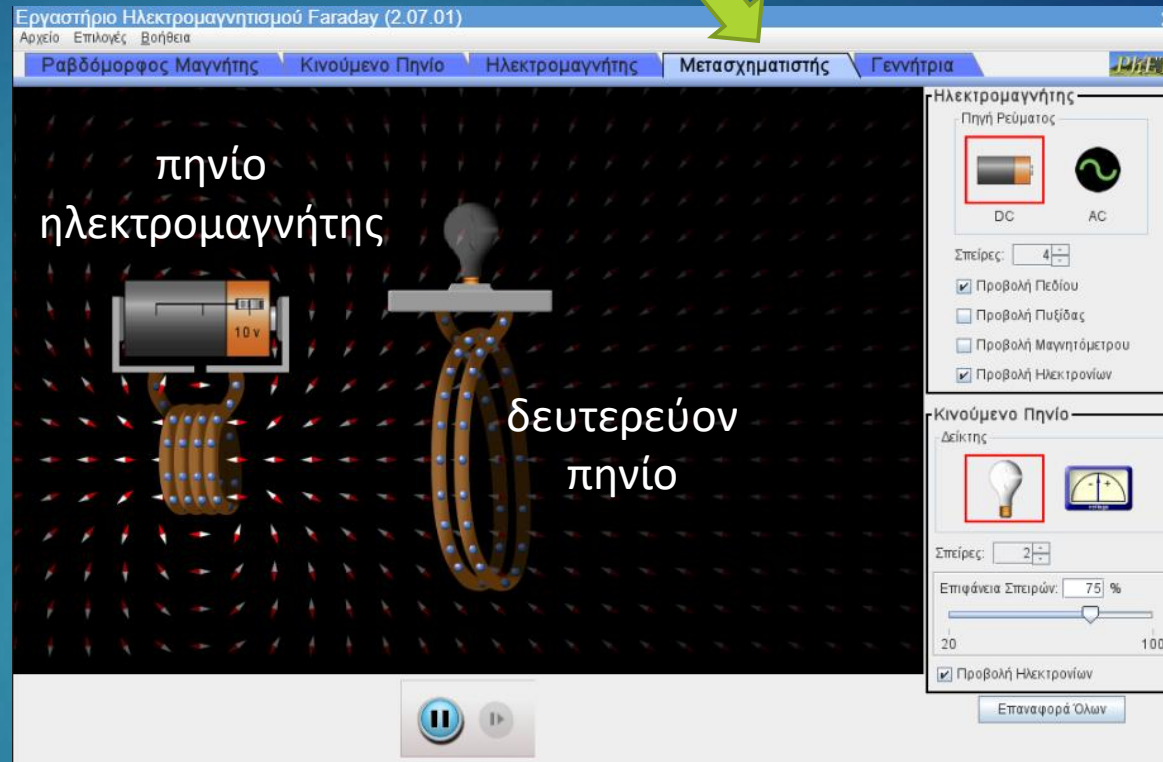 Εργαστήριο Ηλεκτρομαγνητισμού Faraday (2.07.01)
Αρχείο Επιλογές Βοήθεια
Ραβδόμορφος Μαγνήτης Κινούμενο Πηνίο Ηλεκτρομαγνήτης Μετασχηματιστής Γεννήτρια
πηνίο
ηλεκτρομαγνήτης
10 v
δευτερεύον
πηνίο
Ηλεκτρομαγνήτης
Πηγή Ρεύματος
DC AC
Σπείρες: 4
Προβολή Πεδίου
Προβολή Πυξίδας
Προβολή Μαγνητόμετρου
Προβολή Ηλεκτρονίων
Κινούμενο Πηνίο
Δείκτης
- +
voltage
Σπείρες: 2
Επιφάνεια Σπειρών: 75 %
20 100
Προβολή Ηλεκτρονίων
Επαναφορά Όλων